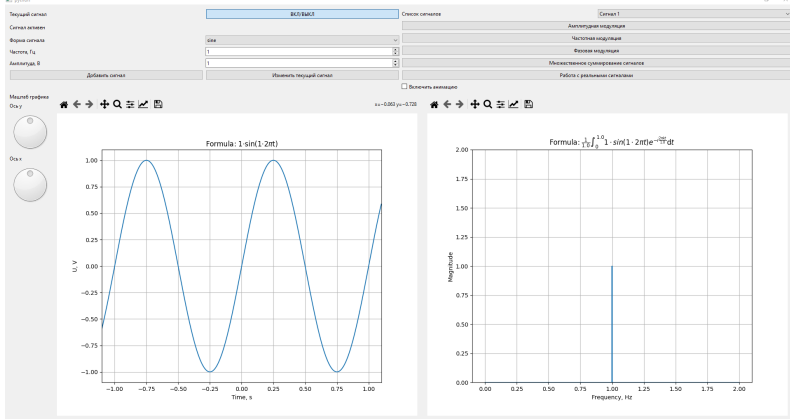 Текущий сигнал ВКЛ/ВЫКЛ Список сигналов Сигнал 1
Сигнал активен Амплитудная модуляция
Форма сигнала sine Частотная модуляция
Частота, Гц 1 Фазовая модуляция
Амплитуда, В 1 Множественное суммирование сигналов
Добавить сигнал Изменить текущий сигнал Работа с реальными сигналами
Включить анимацию
Машлаб графика
Ось y
x=-0.063 y=-0.728
Ось x
Formula: 1·sin(1·2πt)
1.00
0.75
0.50
0.25
0.00
−0.25
−0.50
−0.75
−1.00
U, V
−1.00 −0.75 −0.50 −0.25 0.00 0.25 0.50 0.75 1.00
Time, s
2.00
1.75
1.50
1.25
1.00
0.75
0.50
0.25
0.00
Magnitude
0.00 0.25 0.50 0.75 1.00 1.25 1.50 1.75 2.00
Frequency, Hz